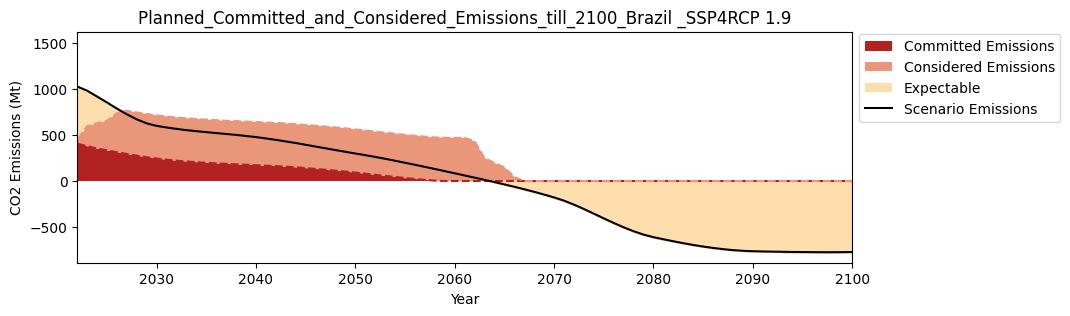 Planned_Committed_and_Considered_Emissions_till_2100_Brazil _SSP4RCP 1.9
CO2 Emissions (Mt)
1500
1000
500
0
−500
2030
2040
2050
2060
2070
2080
2090
2100
Year
Committed Emissions
Considered Emissions
Expectable
Scenario Emissions